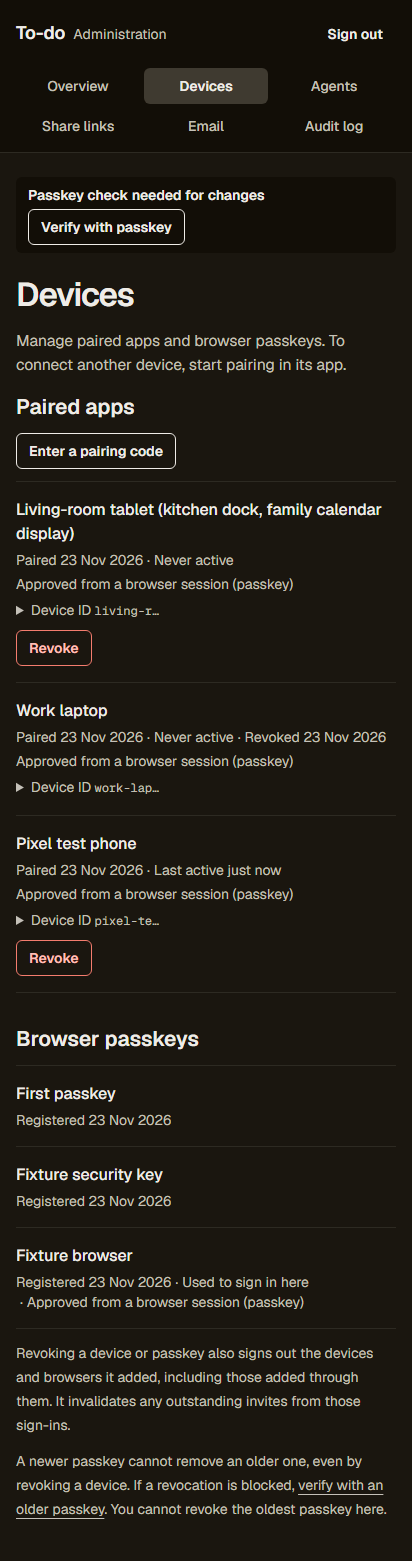 To-do Administration
Sign out
Overview
Devices
Agents
Share links
Email
Audit log
Passkey check needed for changes
Verify with passkey
Devices
Manage paired apps and browser passkeys. To
connect another device, start pairing in its app.
Paired apps
Enter a pairing code
Living-room tablet (kitchen dock, family calendar
display)
Paired 23 Nov 2026 · Never active
Approved from a browser session (passkey)
▶ Device ID living-r…
Revoke
Work laptop
Paired 23 Nov 2026 · Never active · Revoked 23 Nov 2026
Approved from a browser session (passkey)
▶ Device ID work-lap…
Pixel test phone
Paired 23 Nov 2026 · Last active just now
Approved from a browser session (passkey)
▶ Device ID pixel-te…
Revoke
Browser passkeys
First passkey
Registered 23 Nov 2026
Fixture security key
Registered 23 Nov 2026
Fixture browser
Registered 23 Nov 2026 · Used to sign in here
· Approved from a browser session (passkey)
Revoking a device or passkey also signs out the devices
and browsers it added, including those added through
them. It invalidates any outstanding invites from those
sign-ins.
A newer passkey cannot remove an older one, even by
revoking a device. If a revocation is blocked, verify with an
older passkey. You cannot revoke the oldest passkey here.